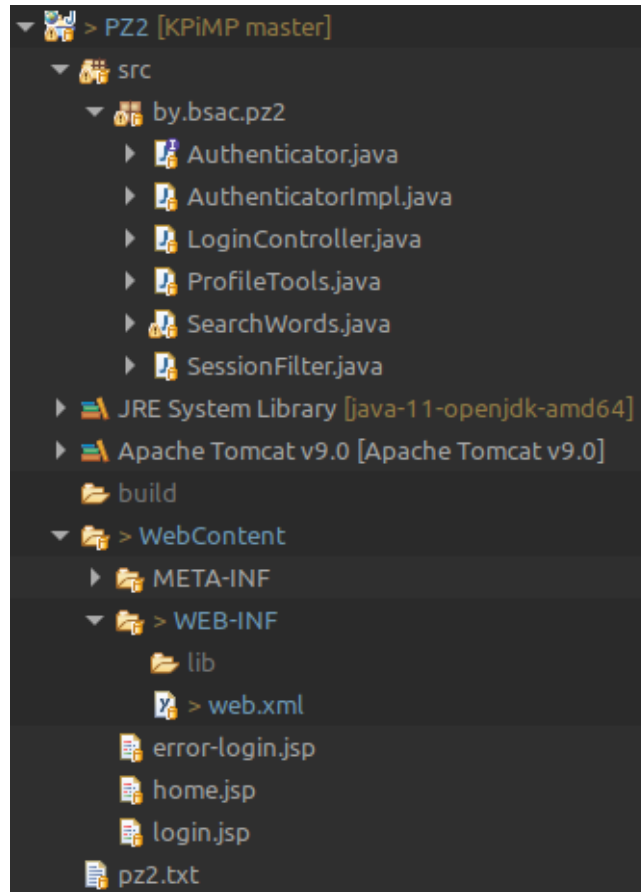 > PZ2 [KPiMP master]
src
by.bsac.pz2
Authenticator.java
AuthenticatorImpl.java
LoginController.java
ProfileTools.java
SearchWords.java
SessionFilter.java
JRE System Library [java-11-openjdk-amd64]
Apache Tomcat v9.0 [Apache Tomcat v9.0]
build
> WebContent
META-INF
> WEB-INF
lib
> web.xml
error-login.jsp
home.jsp
login.jsp
pz2.txt